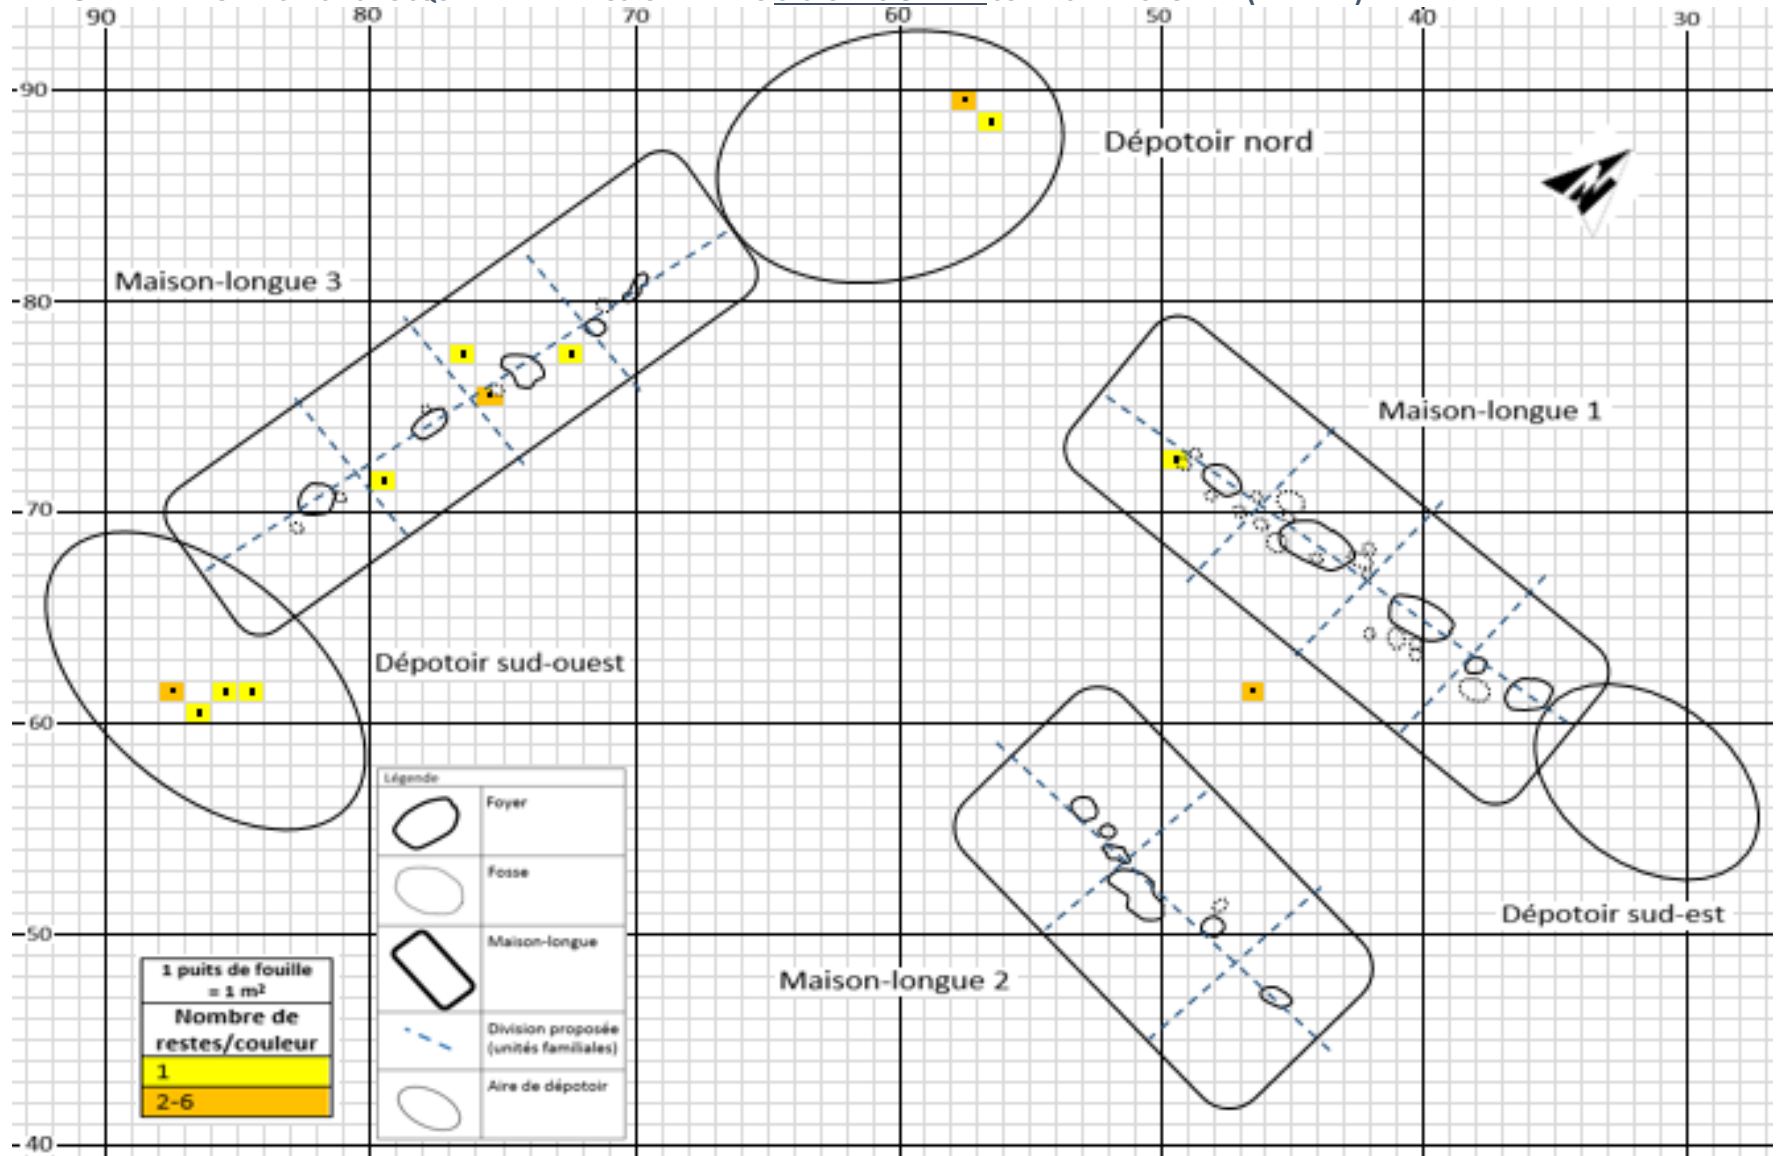 90 80 70 60 50 40 30
90
Dépotoir nord
Maison-longue 3
80
Maison-longue 1
70
Dépotoir sud-ouest
60
Légende
Foyer
Fosse
Dépotoir sud-est
50
Maison-longue
1 puits de fouille
= 1 m²
Maison-longue 2
Nombre de
restes/couleur
Division proposée
(unités familiales)
1
Aire de dépotoir
2-6
40